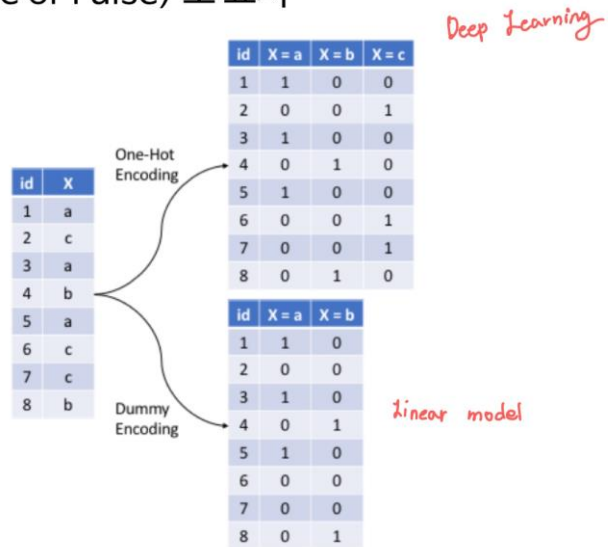 Deep Learning
id X = a X = b X = c
1 1 0 0
2 0 0 1
3 1 0 0
4 0 1 0
5 1 0 0
6 0 0 1
7 0 0 1
8 0 1 0
One-Hot
Encoding
id X
1 a
2 c
3 a
4 b
5 a
6 c
7 c
8 b
Dummy
Encoding
id X = a X = b
1 1 0
2 0 0
3 1 0
4 0 1
5 1 0
6 0 0
7 0 0
8 0 1
Linear model